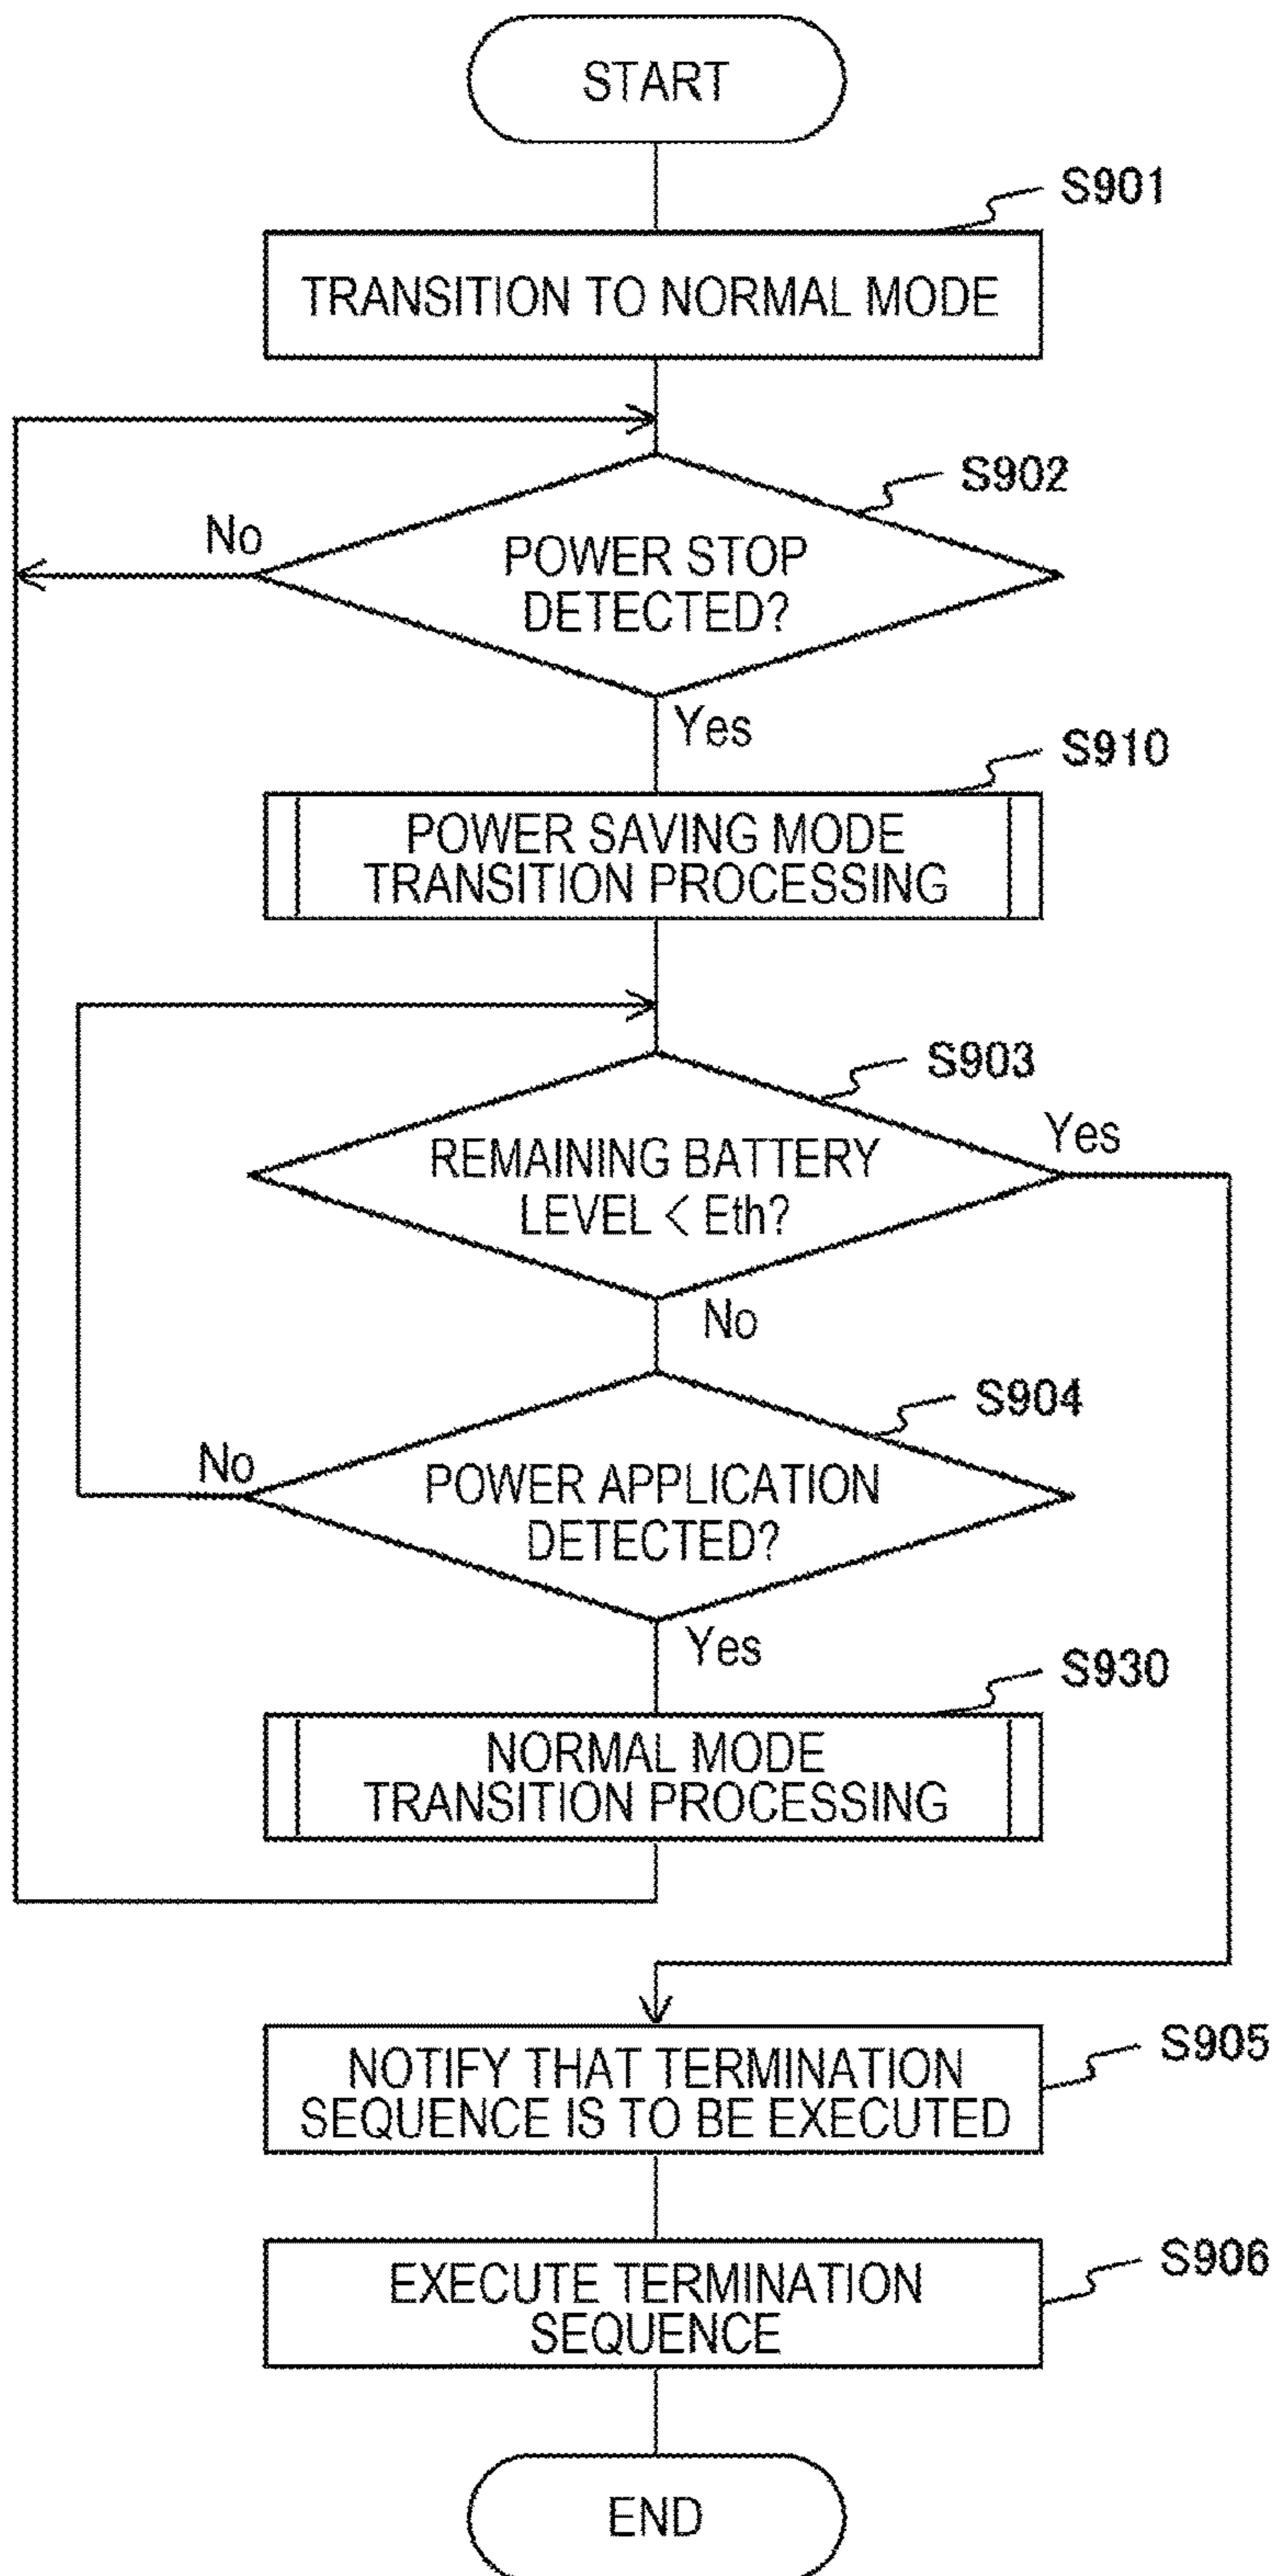 START
S901
TRANSITION TO NORMAL MODE
S902
No
POWER STOP
DETECTED?
Yes
S910
POWER SAVING MODE
TRANSITION PROCESSING
S903
Yes
REMAINING BATTERY
LEVEL < Eth?
No
S904
No
POWER APPLICATION
DETECTED?
Yes
S930
NORMAL MODE
TRANSITION PROCESSING
S905
NOTIFY THAT TERMINATION
SEQUENCE IS TO BE EXECUTED
S906
EXECUTE TERMINATION
SEQUENCE
END